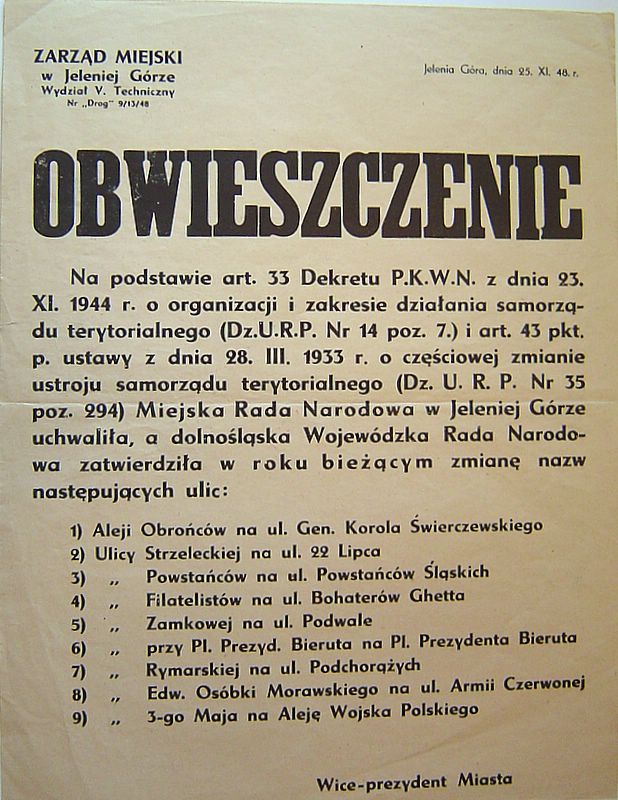 ZARZĄD MIEJSKI
w Jeleniej Górze
Wydział V. Techniczny
Nr „Drog" 9/13/48
Jelenia Góra, dnia 25. XI. 48. r.
OBWIESZCZENIE
Na podstawie art. 33 Dekretu P.K.W.N. z dnia 23.
XI. 1944 r. o organizacji i zakresie działania samorzą-
du terytorialnego (Dz.U.R.P. Nr 14 poz. 7.) i art. 43 pkt.
p. ustawy z dnia 28. III. 1933 r. o częściowej zmianie
ustroju samorządu terytorialnego (Dz. U. R. P. Nr 35
poz. 294) Miejska Rada Narodowa w Jeleniej Górze
uchwaliła, a dolnośląska Wojewódzka Rada Narodo-
wa zatwierdziła w roku bieżącym zmianę nazw
następujących ulic:
1) Aleji Obrońców na ul. Gen. Korola Świerczewskiego
2) Ulicy Strzeleckiej na ul. 22 Lipca
3) „ Powstańców na ul. Powstańców Śląskich
4) „ Filatelistów na ul. Bohaterów Ghetta
5) „ Zamkowej na ul. Podwale
6) „ przy Pl. Prezyd. Bieruta na Pl. Prezydenta Bieruta
7) „ Rymarskiej na ul. Podchorążych
8) „ Edw. Osóbki Morawskiego na ul. Armii Czerwonej
9) „ 3-go Maja na Aleję Wojska Polskiego
Wice-prezydent Miasta